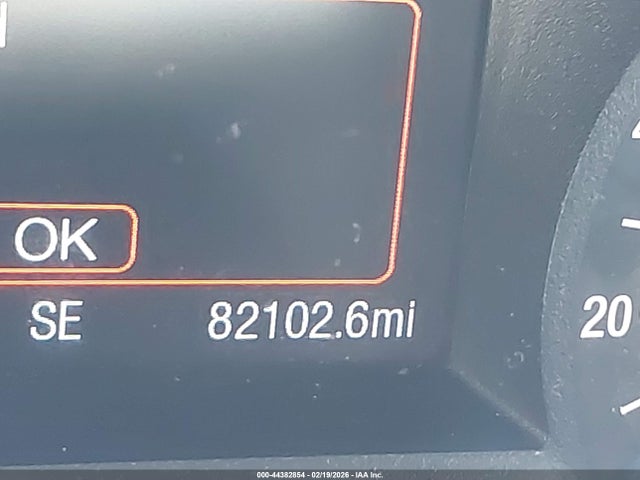 OK
SE 82102.6mi
20
000-44382854 - 02/19/2026 - IAA Inc.